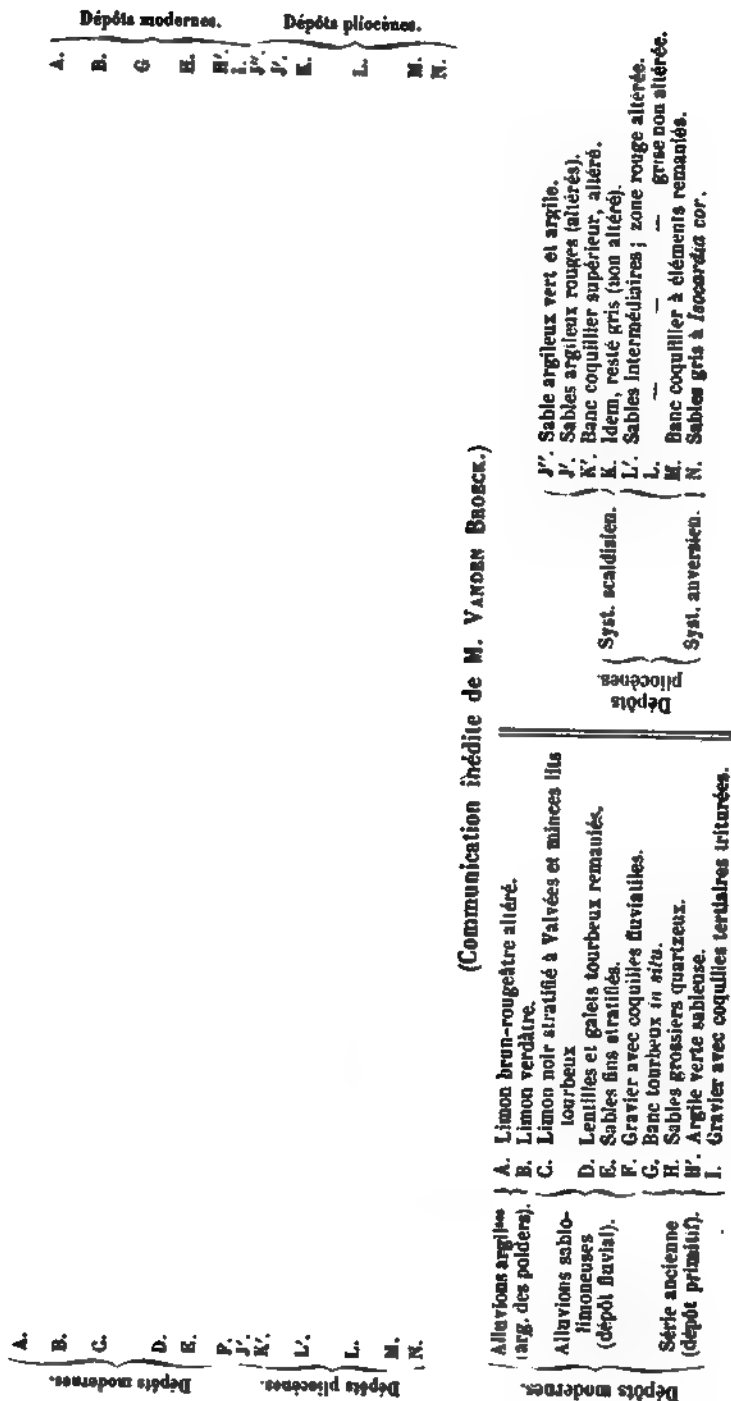 Dépôts modernes.
A.
B.
C.
D.
E.
F.
Dépôts pliocènes.
J'.
K'.
L'.
L.
M.
N.
Dépôts modernes.
A.
B.
G
H.
H'.
I.
Dépôts pliocènes.
J''.
J'.
K.
L.
M.
N.
(Communication inédite de M. VANDEN BROECK.)
Dépôts modernes.
Alluvions argilses
(arg. des polders).
A. Limon brun-rougeâtre altéré.
B. Limon verdâtre.
Alluvions sablo-
limoneuses
(dépôt fluvial).
C. Limon noir stratifié à Valvées et minces lits
tourbeux
D. Lentilles et galets tourbeux remaniés.
E. Sables fins stratifiés.
F. Gravier avec coquilles fluviatiles.
Série ancienne
(dépôt primitif).
G. Banc tourbeux in situ.
H. Sables grossiers quartzeux.
H'. Argile verte sableuse.
I. Gravier avec coquilles tertiaires triturées.
Dépôts
pliocènes.
Syst. scaldisien.
J''. Sable argileux vert et argile.
J'. Sables argileux rouges (altérés).
K'. Banc coquillier supérieur, altéré.
K. Idem, resté gris (non altéré).
L'. Sables intermédiaires; zone rouge altérée.
L. — — — grise non altérée.
M. Banc coquillier à éléments remaniés.
Syst. anversien.
N. Sables gris à Isocardia cor.